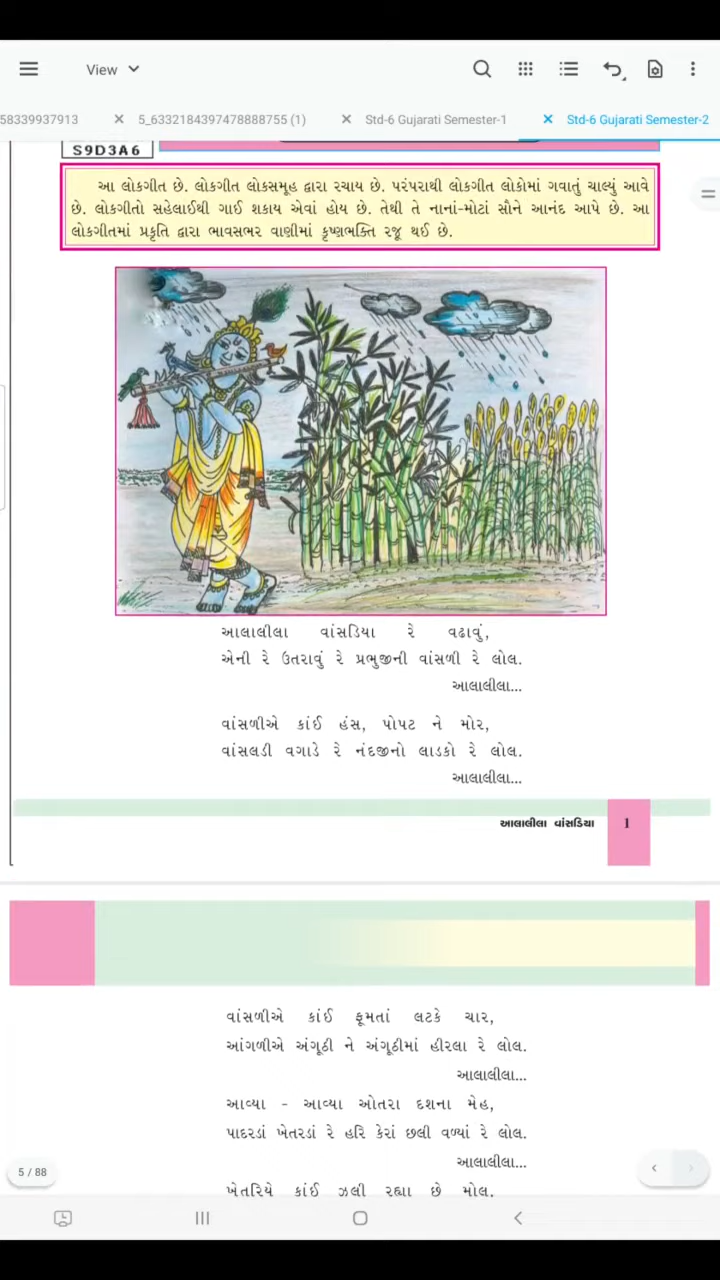 View
58339937913
5_6332184397478888755 (1)
Std-6 Gujarati Semester-1
Std-6 Gujarati Semester-2
S9D3A6
આ લોકગીત છે. લોકગીત લોકસમૂહ દ્વારા રચાય છે. પરંપરાથી લોકગીત લોકોમાં ગવાતું ચાલ્યું આવે
છે. લોકગીતો સહેલાઈથી ગાઈ શકાય એવાં હોય છે. તેથી તે નાનાં-મોટાં સૌને આનંદ આપે છે. આ
લોકગીતમાં પ્રકૃતિ દ્વારા ભાવસભર વાણીમાં કૃષ્ણભક્તિ રજૂ થઈ છે.
આલાલીલા વાંસડિયા રે વઢાવું,
એની રે ઉતરાવું રે પ્રભુજીની વાંસળી રે લોલ.
આલાલીલા...
વાંસળીએ કાંઈ હંસ, પોપટ ને મોર,
વાંસલડી વગાડે રે નંદજીનો લાડકો રે લોલ.
આલાલીલા...
આલાલીલા વાંસડિયા
1
વાંસળીએ કાંઈ ફૂમતાં લટકે ચાર,
આંગળીએ અંગૂઠી ને અંગૂઠીમાં હીરલા રે લોલ.
આલાલીલા...
આવ્યા - આવ્યા ઓતરા દશના મેહ,
પાદરડાં ખેતરડાં રે હરિ કેરાં છલી વળ્યાં રે લોલ.
આલાલીલા...
5 / 88
ખેતરિયે કાંઈ ઝલી રહ્યા છે મોલ.